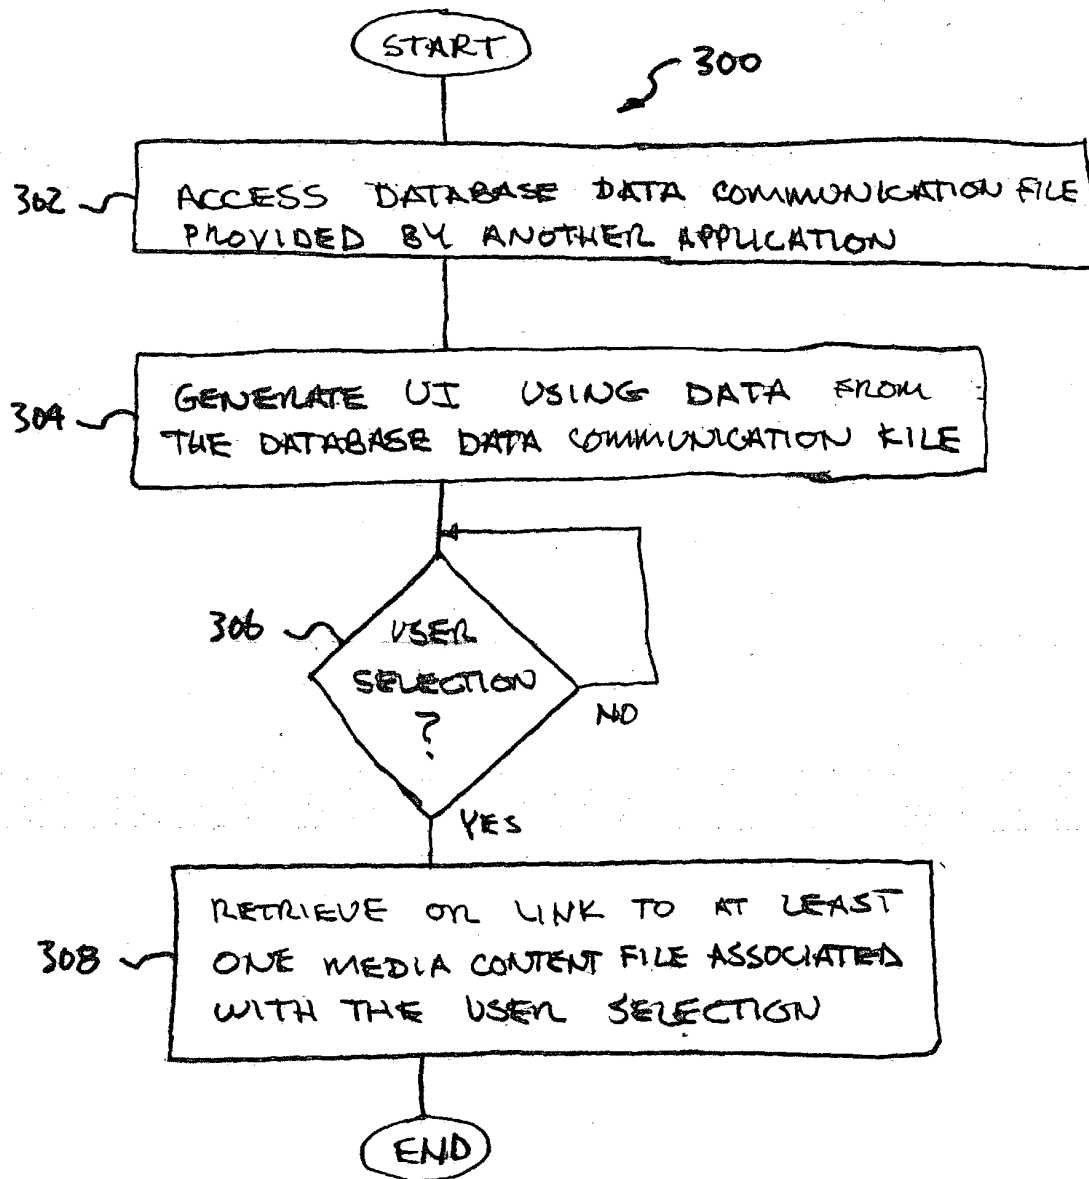 START
300
302
ACCESS DATABASE DATA COMMUNICATION FILE
PROVIDED BY ANOTHER APPLICATION
304
GENERATE UI USING DATA FROM
THE DATABASE DATA COMMUNICATION FILE
306
USER
SELECTION
?
NO
YES
308
RETRIEVE OR LINK TO AT LEAST
ONE MEDIA CONTENT FILE ASSOCIATED
WITH THE USER SELECTION
END